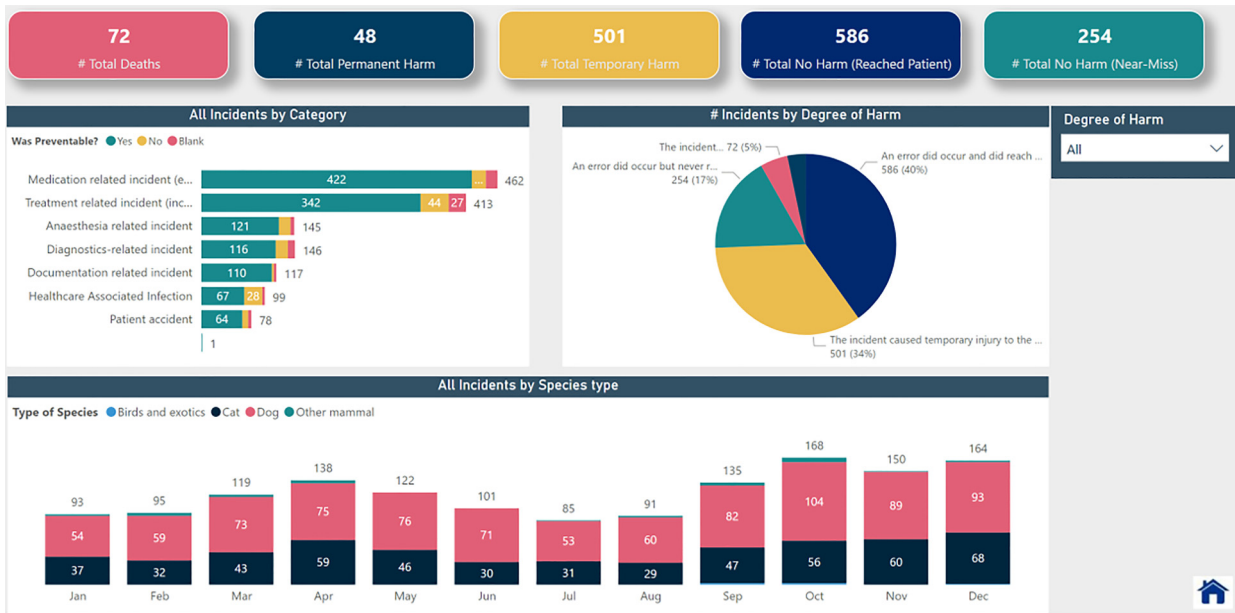 72
# Total Deaths
48
# Total Permanent Harm
501
# Total Temporary Harm
586
# Total No Harm (Reached Patient)
254
# Total No Harm (Near-Miss)
All Incidents by Category
Was Preventable? Yes No Blank
Medication related incident (e... 422 ... 462
Treatment related incident (inc... 342 44 27 413
Anaesthesia related incident 121 145
Diagnostics-related incident 116 146
Documentation related incident 110 117
Healthcare Associated Infection 67 28 99
Patient accident 64 78
1
# Incidents by Degree of Harm
The incident... 72 (5%)
An error did occur but never r...
254 (17%)
An error did occur and did reach ...
586 (40%)
The incident caused temporary injury to the ...
501 (34%)
Degree of Harm
All
All Incidents by Species type
Type of Species Birds and exotics Cat Dog Other mammal
93 95 119 138 122 101 85 91 135 168 150 164
54 59 73 75 76 71 53 60 82 104 89 93
37 32 43 59 46 30 31 29 47 56 60 68
Jan Feb Mar Apr May Jun Jul Aug Sep Oct Nov Dec